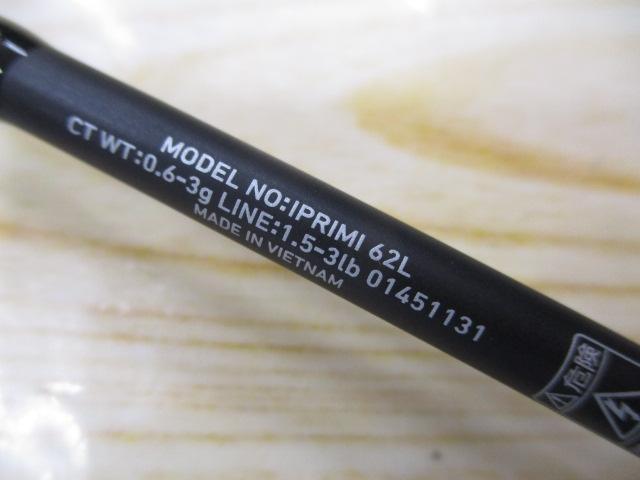 MODEL NO:IPRIMI 62L
CT WT:0.6-3g LINE:1.5-3lb 01451131
MADE IN VIETNAM
危険